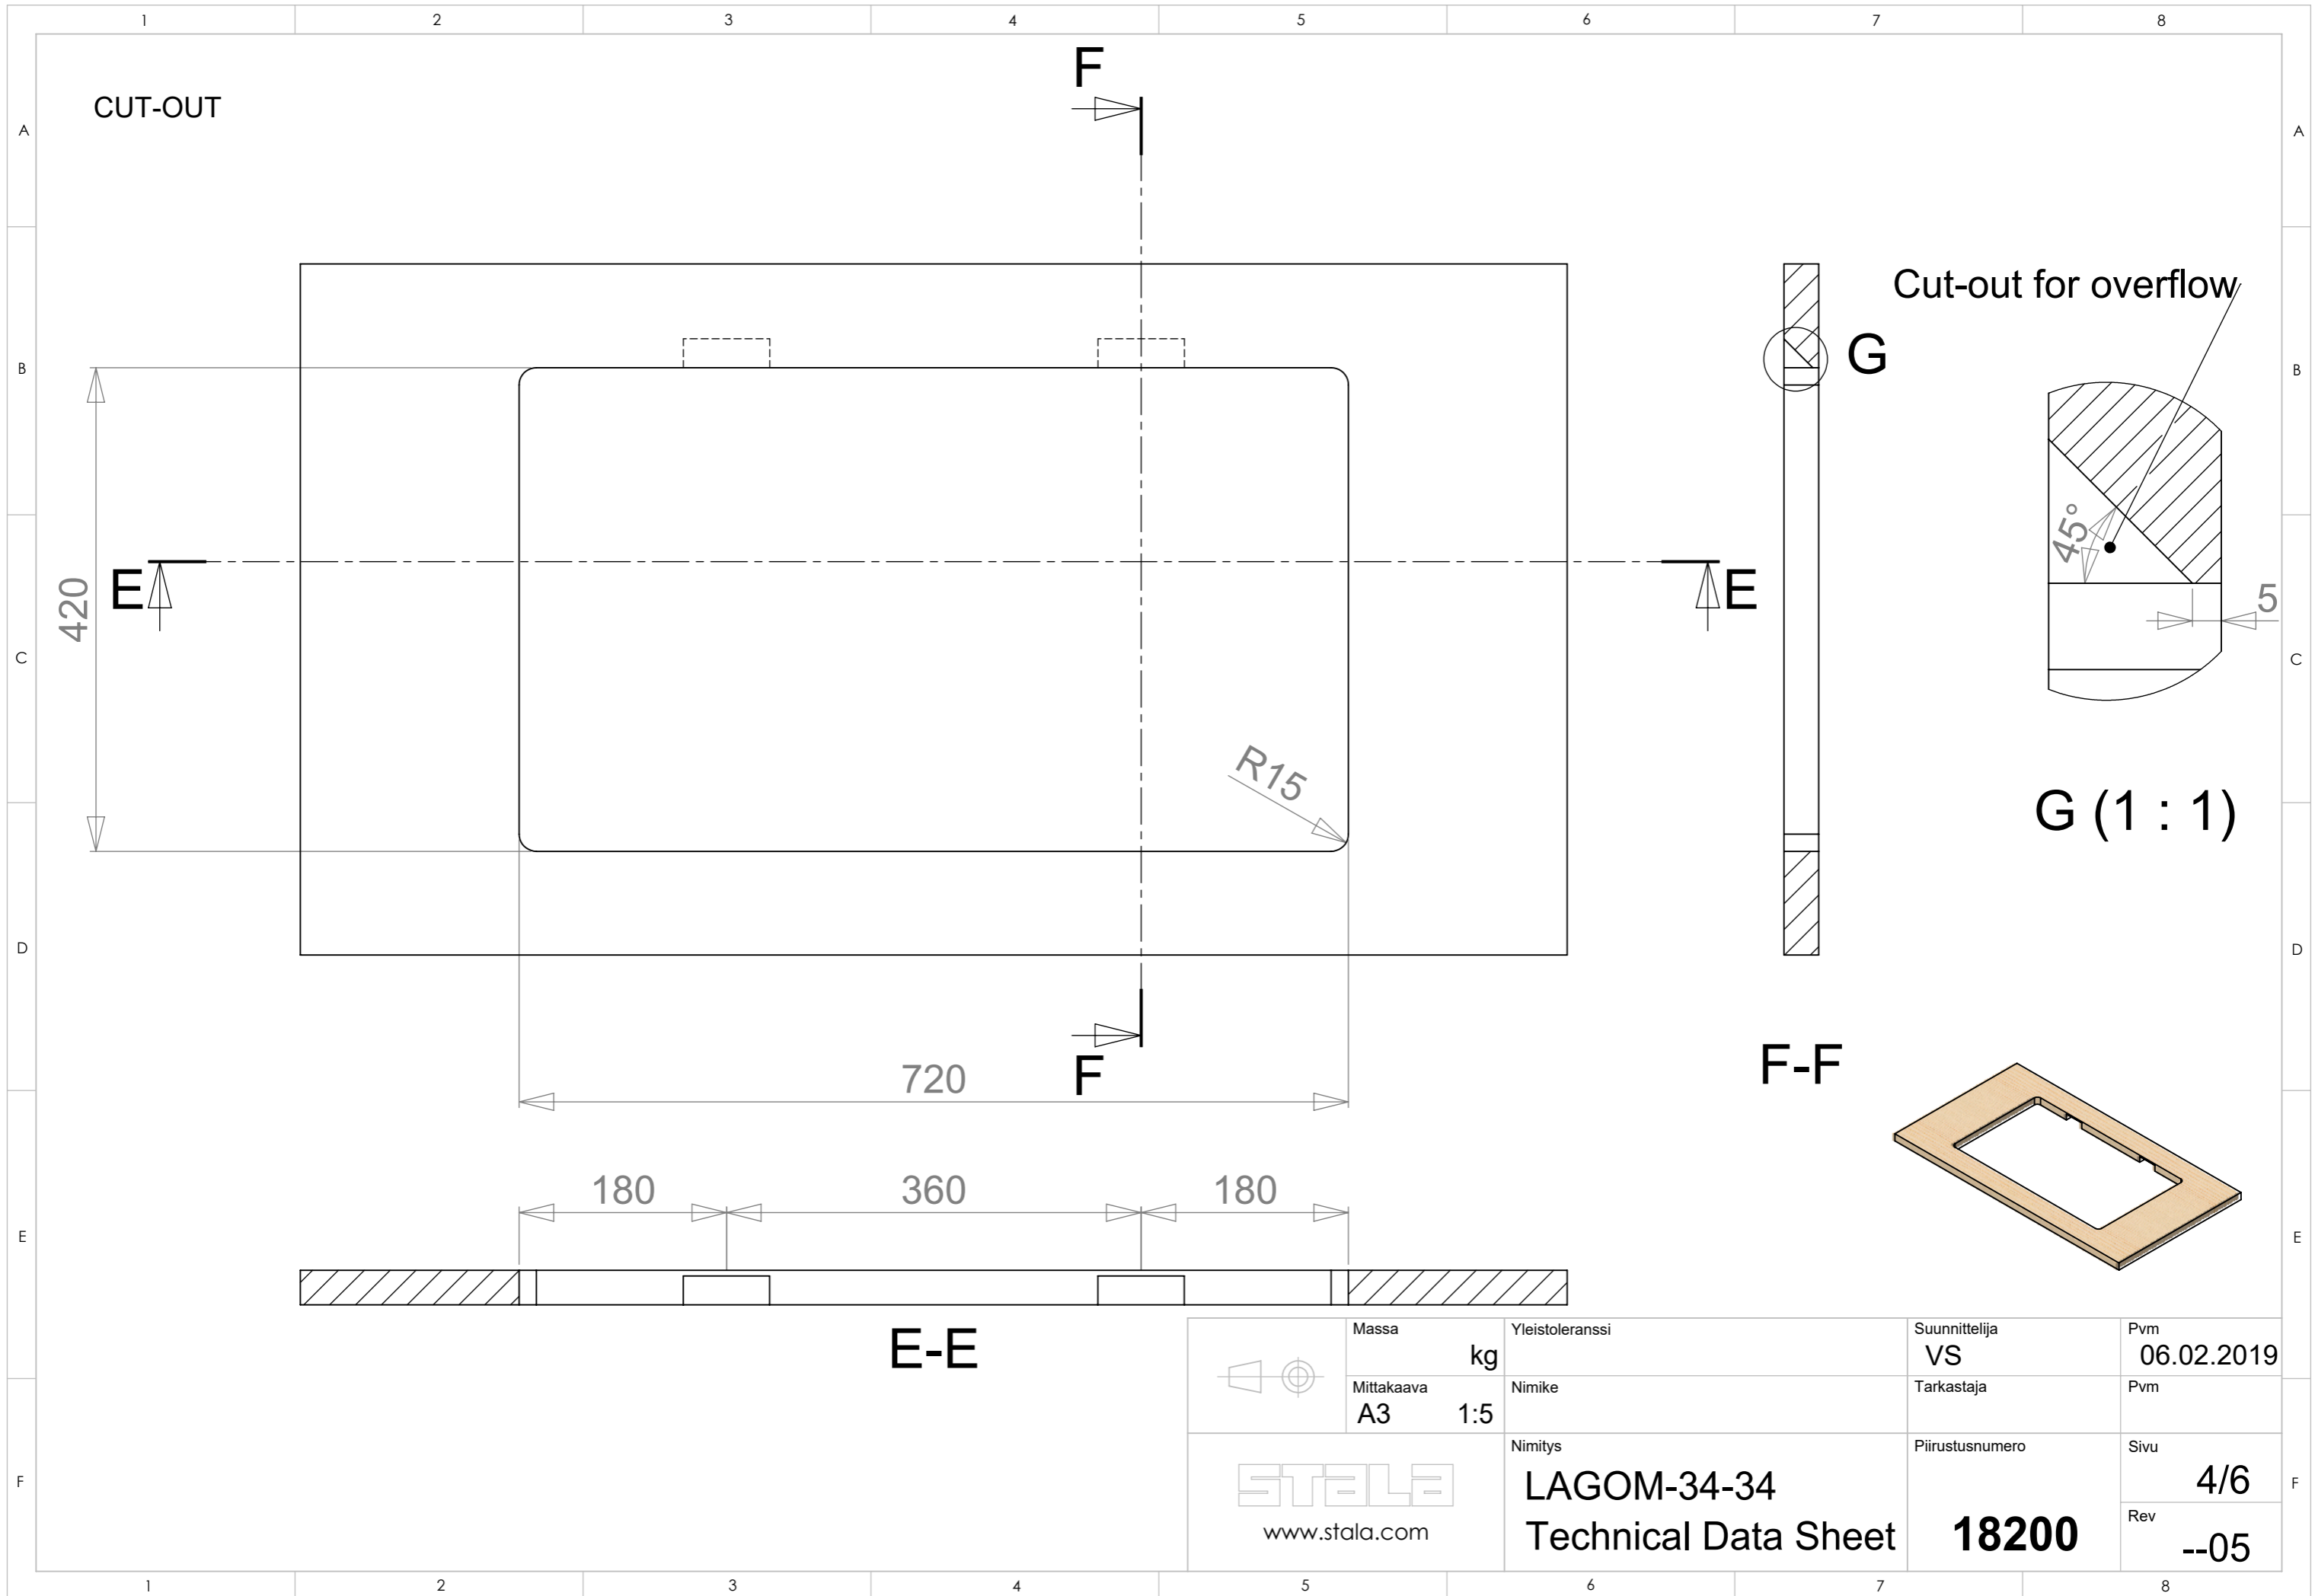 1 2 3 4 5 6 7 8
F
CUT-OUT
A A
Cut-out for overflow
G
B B
45°
E E
420
5
C C
R15
G (1 : 1)
D D
F
F-F
720
180 360 180
E E
E-E
Massa
kg
Yleistoleranssi
Suunnittelija
VS
Pvm
06.02.2019
Mittakaava
A3 1:5
Nimike
Tarkastaja
Pvm
STALA
www.stala.com
Nimitys
LAGOM-34-34
Technical Data Sheet
Piirustusnumero
18200
Sivu
4/6
Rev
--05
F F
1 2 3 4 5 6 7 8